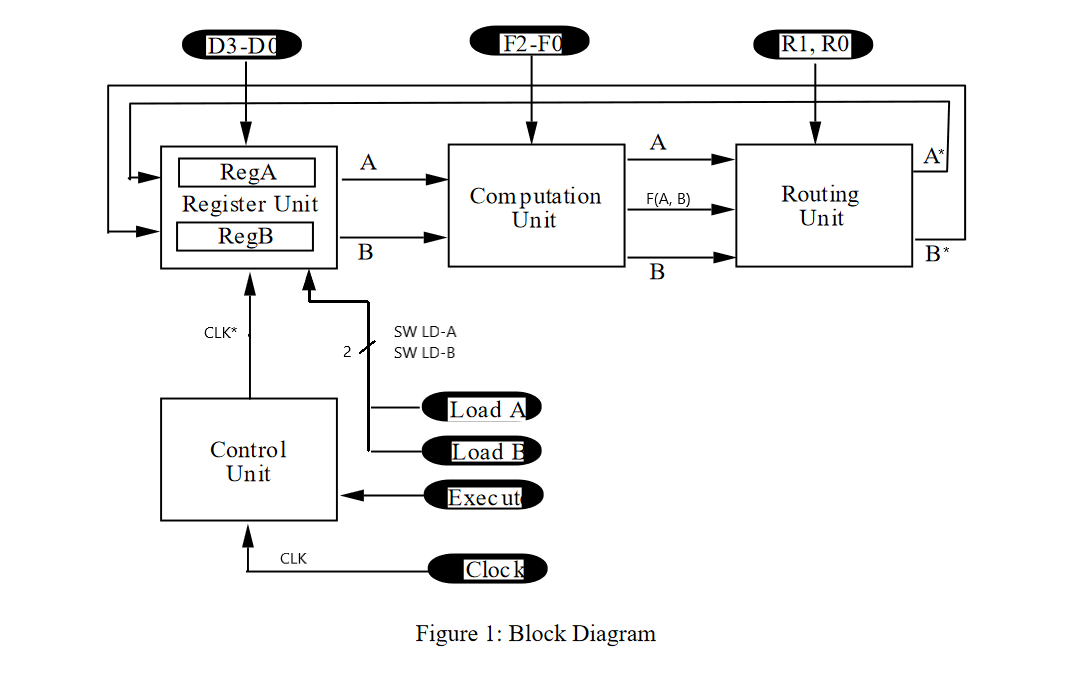 D3-D0
F2-F0
R1, R0
RegA
Register Unit
RegB
A
B
Computation
Unit
A
F(A, B)
B
Routing
Unit
A*
B*
CLK*
2
SW LD-A
SW LD-B
Load A
Load B
Execute
Control
Unit
CLK
Clock
Figure 1: Block Diagram